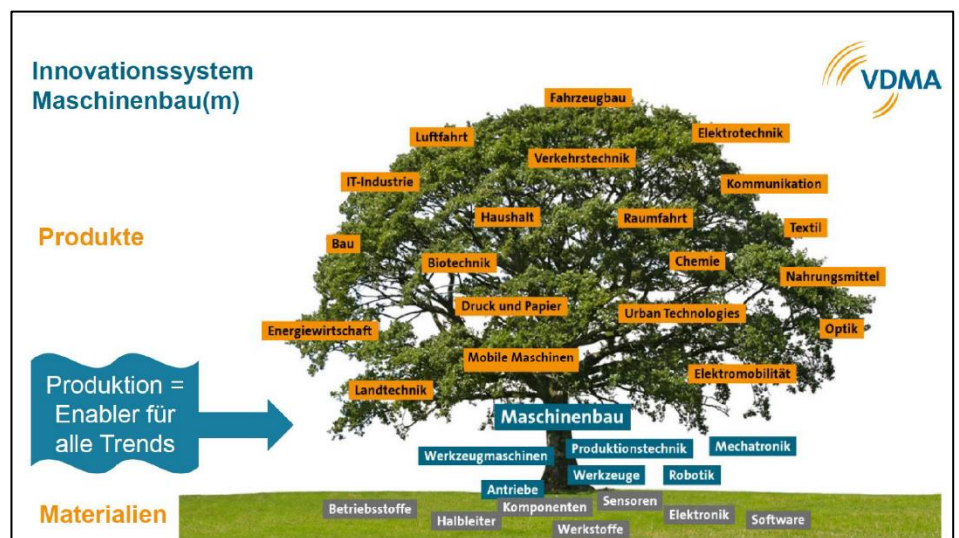 Innovationssystem
Maschinenbau(m)
VDMA
Fahrzeugbau
Luftfahrt
Elektrotechnik
Verkehrstechnik
IT-Industrie
Kommunikation
Haushalt
Raumfahrt
Textil
Produkte
Bau
Biotechnik
Chemie
Nahrungsmittel
Druck und Papier
Urban Technologies
Energiewirtschaft
Optik
Mobile Maschinen
Elektromobilität
Landtechnik
Produktion =
Enabler für
alle Trends
Maschinenbau
Werkzeugmaschinen
Produktionstechnik
Mechatronik
Werkzeuge
Robotik
Antriebe
Materialien
Betriebsstoffe
Komponenten
Sensoren
Halbleiter
Elektronik
Software
Werkstoffe